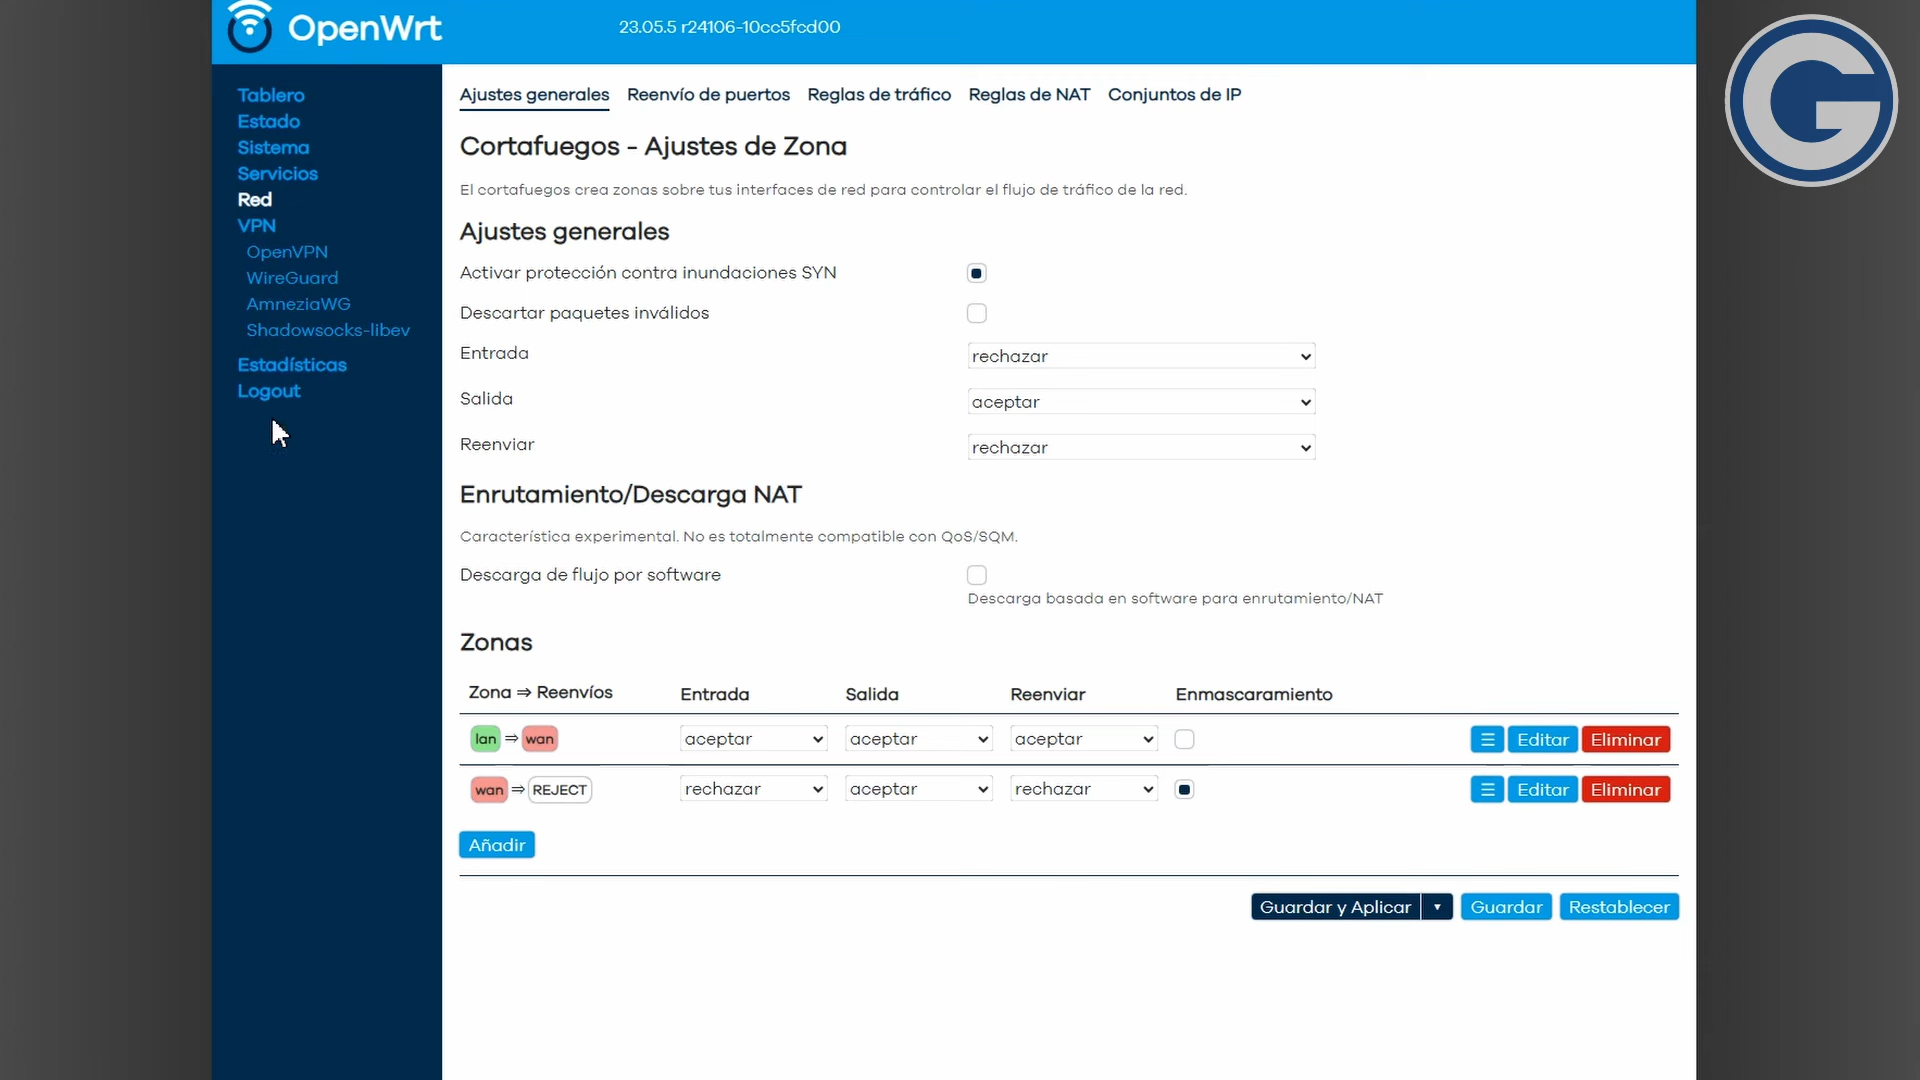 OpenWrt
23.05.5 r24106-10cc5fcd00
Tablero
Estado
Sistema
Servicios
Red
VPN
OpenVPN
WireGuard
AmneziaWG
Shadowsocks-libev
Estadísticas
Logout
Ajustes generales Reenvío de puertos Reglas de tráfico Reglas de NAT Conjuntos de IP
Cortafuegos - Ajustes de Zona
El cortafuegos crea zonas sobre tus interfaces de red para controlar el flujo de tráfico de la red.
Ajustes generales
Activar protección contra inundaciones SYN
Descartar paquetes inválidos
Entrada rechazar
Salida aceptar
Reenviar rechazar
Enrutamiento/Descarga NAT
Característica experimental. No es totalmente compatible con QoS/SQM.
Descarga de flujo por software
Descarga basada en software para enrutamiento/NAT
Zonas
Zona ⇒ Reenvíos Entrada Salida Reenviar Enmascaramiento
lan ⇒ wan aceptar aceptar aceptar Editar Eliminar
wan ⇒ REJECT rechazar aceptar rechazar Editar Eliminar
Añadir
Guardar y Aplicar Guardar Restablecer
G